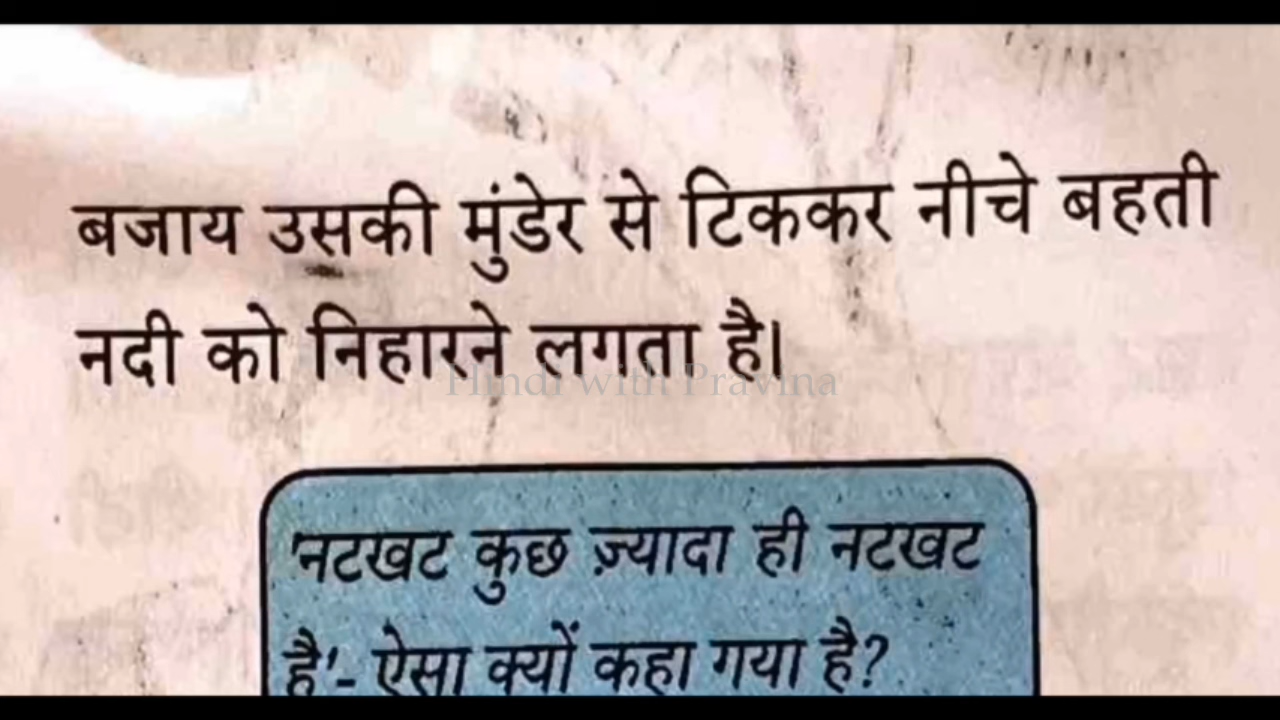 बजाय उसकी मुंडेर से टिककर नीचे बहती
नदी को निहारने लगता है।
Hindi with Pravina
'नटखट कुछ ज़्यादा ही नटखट
है'- ऐसा क्यों कहा गया है?